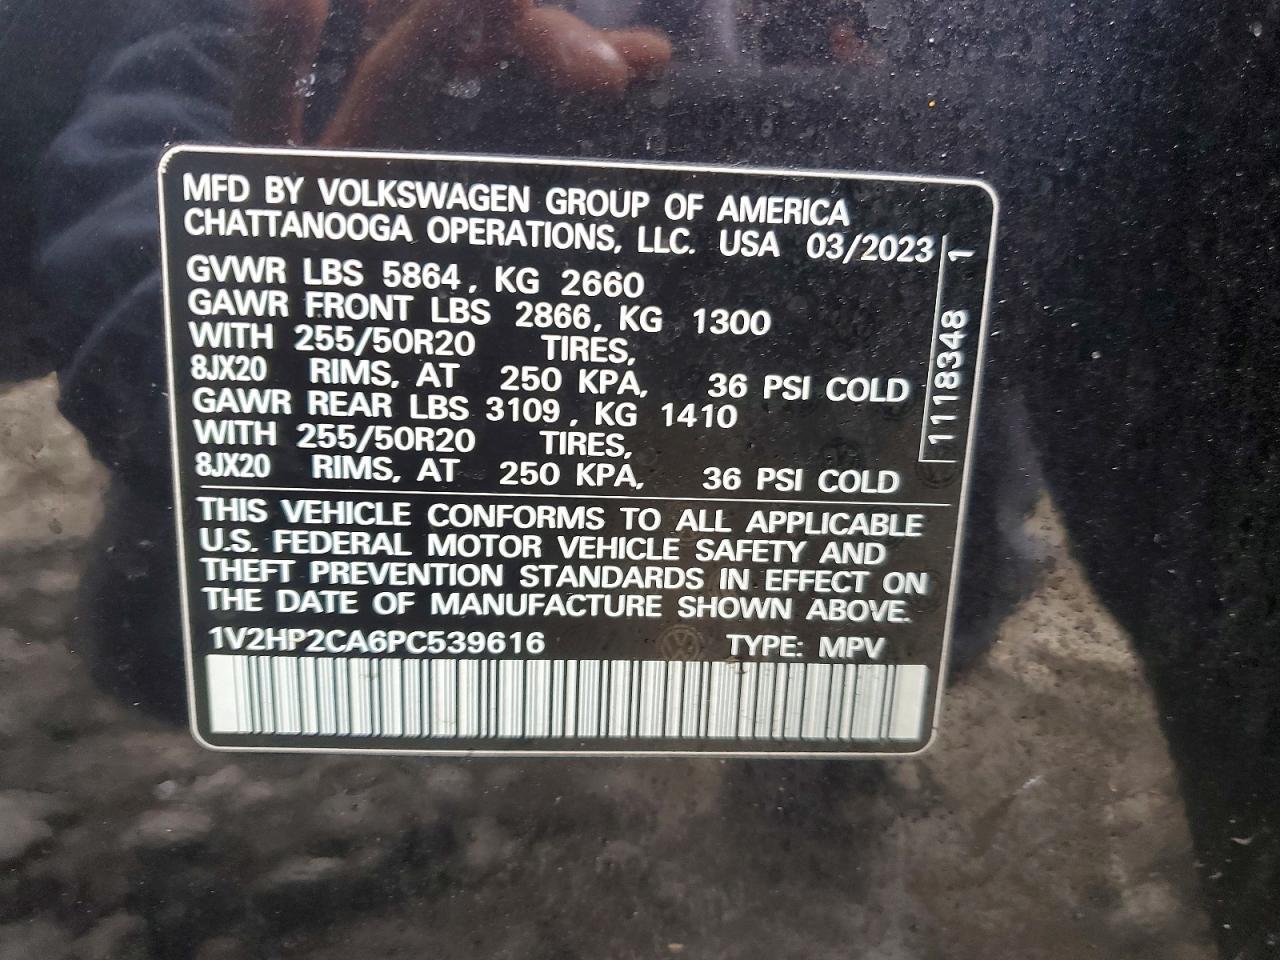 MFD BY VOLKSWAGEN GROUP OF AMERICA
CHATTANOOGA OPERATIONS, LLC. USA 03/2023
GVWR LBS 5864, KG 2660
GAWR FRONT LBS 2866, KG 1300
WITH 255/50R20 TIRES,
8JX20 RIMS, AT 250 KPA, 36 PSI COLD
GAWR REAR LBS 3109, KG 1410
WITH 255/50R20 TIRES,
8JX20 RIMS, AT 250 KPA, 36 PSI COLD
1118348 1
THIS VEHICLE CONFORMS TO ALL APPLICABLE
U.S. FEDERAL MOTOR VEHICLE SAFETY AND
THEFT PREVENTION STANDARDS IN EFFECT ON
THE DATE OF MANUFACTURE SHOWN ABOVE.
1V2HP2CA6PC539616 TYPE: MPV